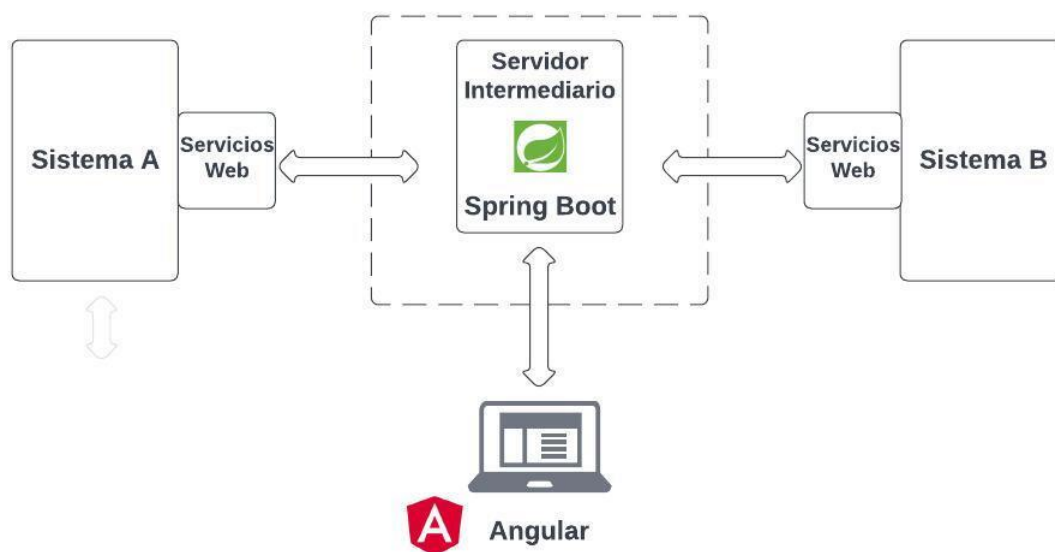 Servidor
Intermediario
Spring Boot
Sistema A
Servicios
Web
Servicios
Web
Sistema B
A
Angular